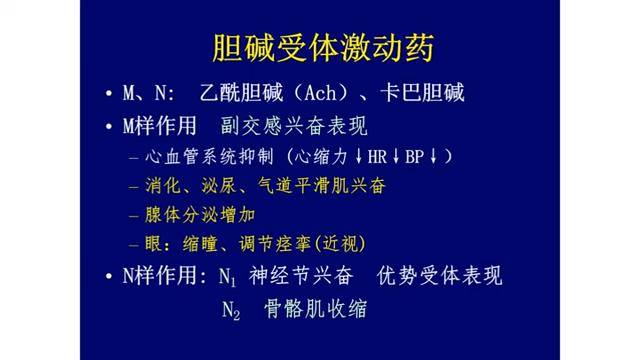 胆碱受体激动药
• M、N: 乙酰胆碱（Ach）、卡巴胆碱
• M样作用 副交感兴奋表现
– 心血管系统抑制（心缩力↓HR↓BP↓）
– 消化、泌尿、气道平滑肌兴奋
– 腺体分泌增加
– 眼: 缩瞳、调节痉挛(近视)
• N样作用: N₁ 神经节兴奋 优势受体表现
N₂ 骨骼肌收缩